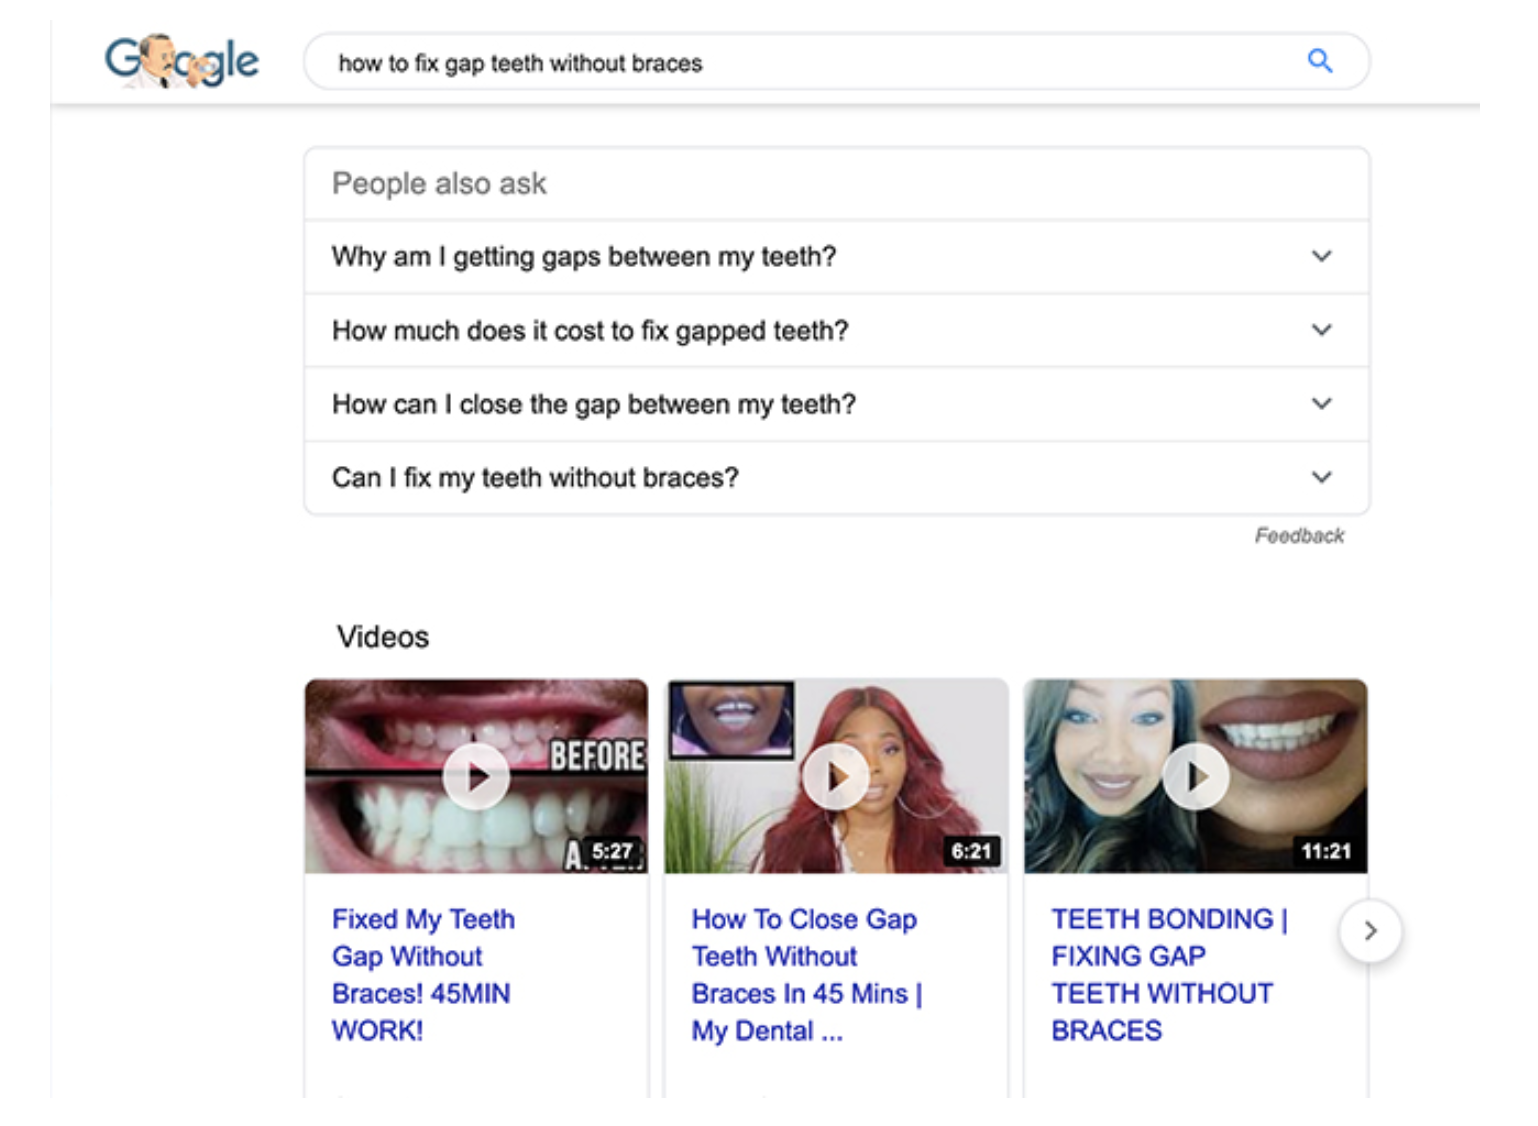 Google
how to fix gap teeth without braces
People also ask
Why am I getting gaps between my teeth?
How much does it cost to fix gapped teeth?
How can I close the gap between my teeth?
Can I fix my teeth without braces?
Feedback
Videos
BEFORE
5:27
6:21
11:21
Fixed My Teeth
Gap Without
Braces! 45MIN
WORK!
How To Close Gap
Teeth Without
Braces In 45 Mins |
My Dental ...
TEETH BONDING |
FIXING GAP
TEETH WITHOUT
BRACES